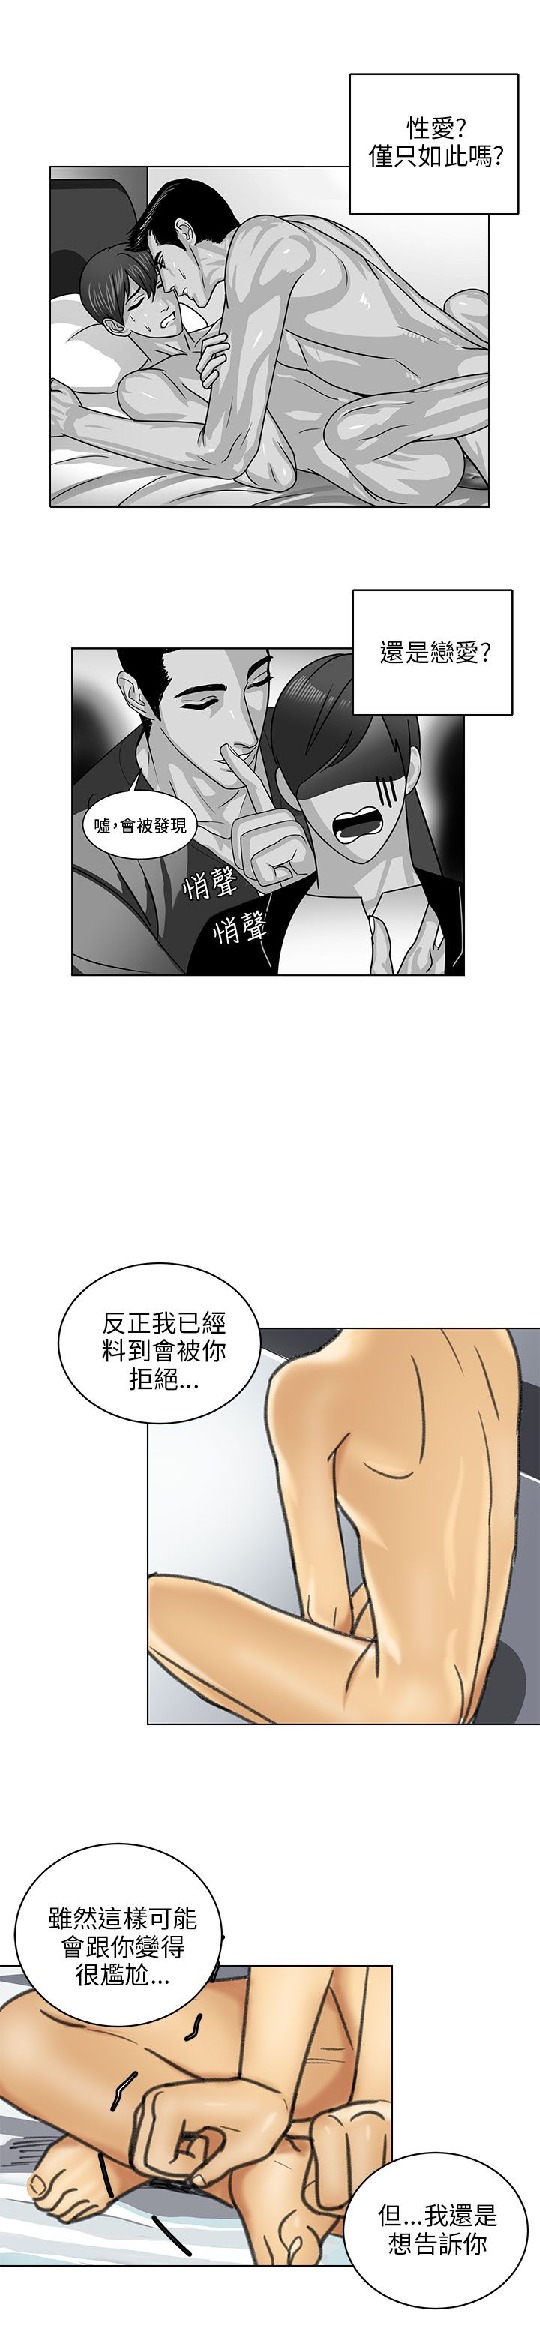 性愛?
僅只如此嗎?
還是戀愛?
噓,會被發現
悄聲
悄聲
反正我已經
料到會被你
拒絕...
雖然這樣可能
會跟你變得
很尷尬...
但...我還是
想告訴你